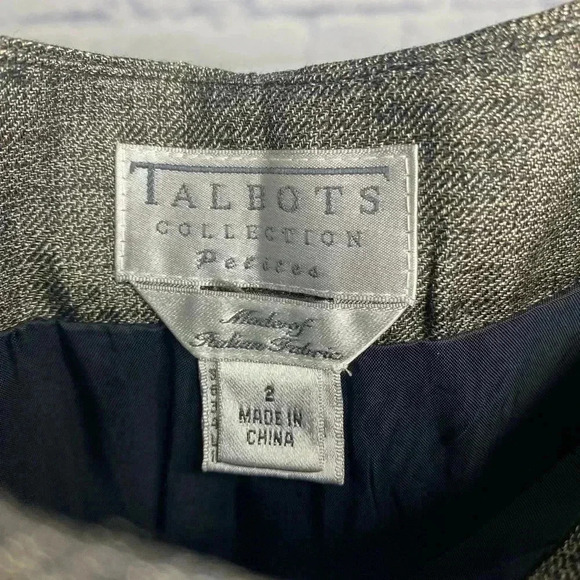 TALBOTS
COLLECTION
Petites
Made of
Italian Fabric
2
MADE IN
CHINA